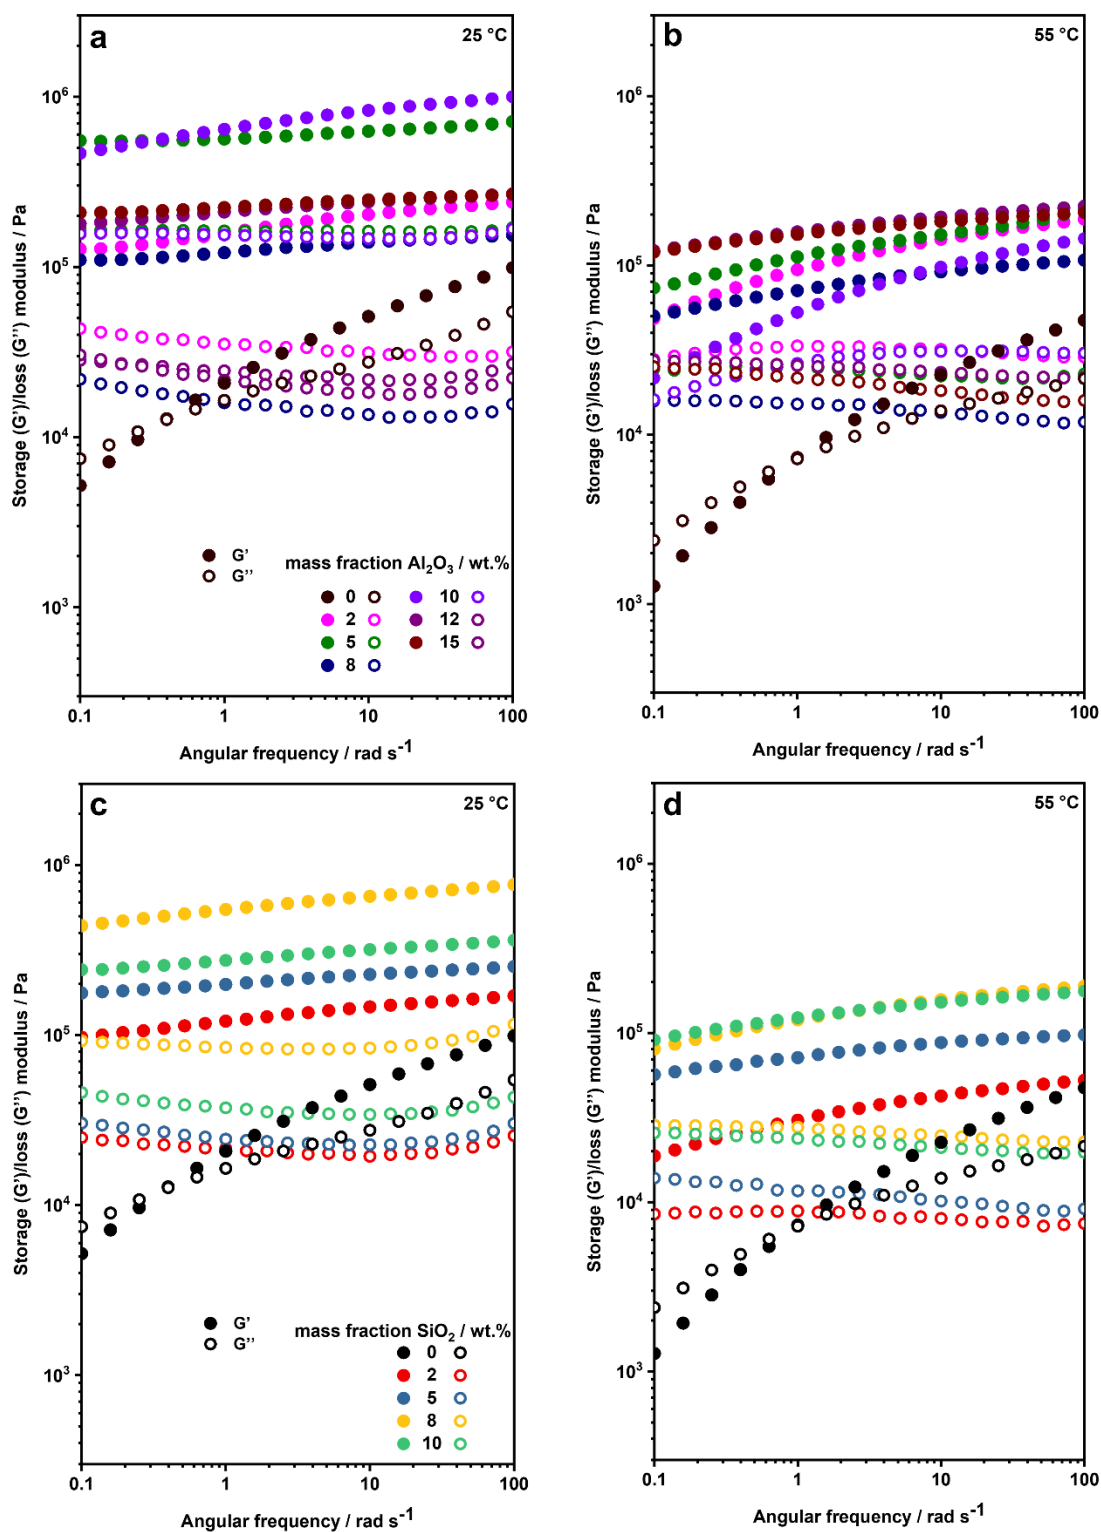 a
25 °C
10⁶
10⁵
10⁴
10³
Storage (G’)/loss (G’’) modulus / Pa
G’
G’’
mass fraction Al₂O₃ / wt.%
0 10
2 12
5 15
8
0.1 1 10 100
Angular frequency / rad s⁻¹
b
55 °C
10⁶
10⁵
10⁴
10³
Storage (G’)/loss (G’’) modulus / Pa
0.1 1 10 100
Angular frequency / rad s⁻¹
c
25 °C
10⁶
10⁵
10⁴
10³
Storage (G’)/loss (G’’) modulus / Pa
G’
G’’
mass fraction SiO₂ / wt.%
0
2
5
8
10
0.1 1 10 100
Angular frequency / rad s⁻¹
d
55 °C
10⁶
10⁵
10⁴
10³
Storage (G’)/loss (G’’) modulus / Pa
0.1 1 10 100
Angular frequency / rad s⁻¹